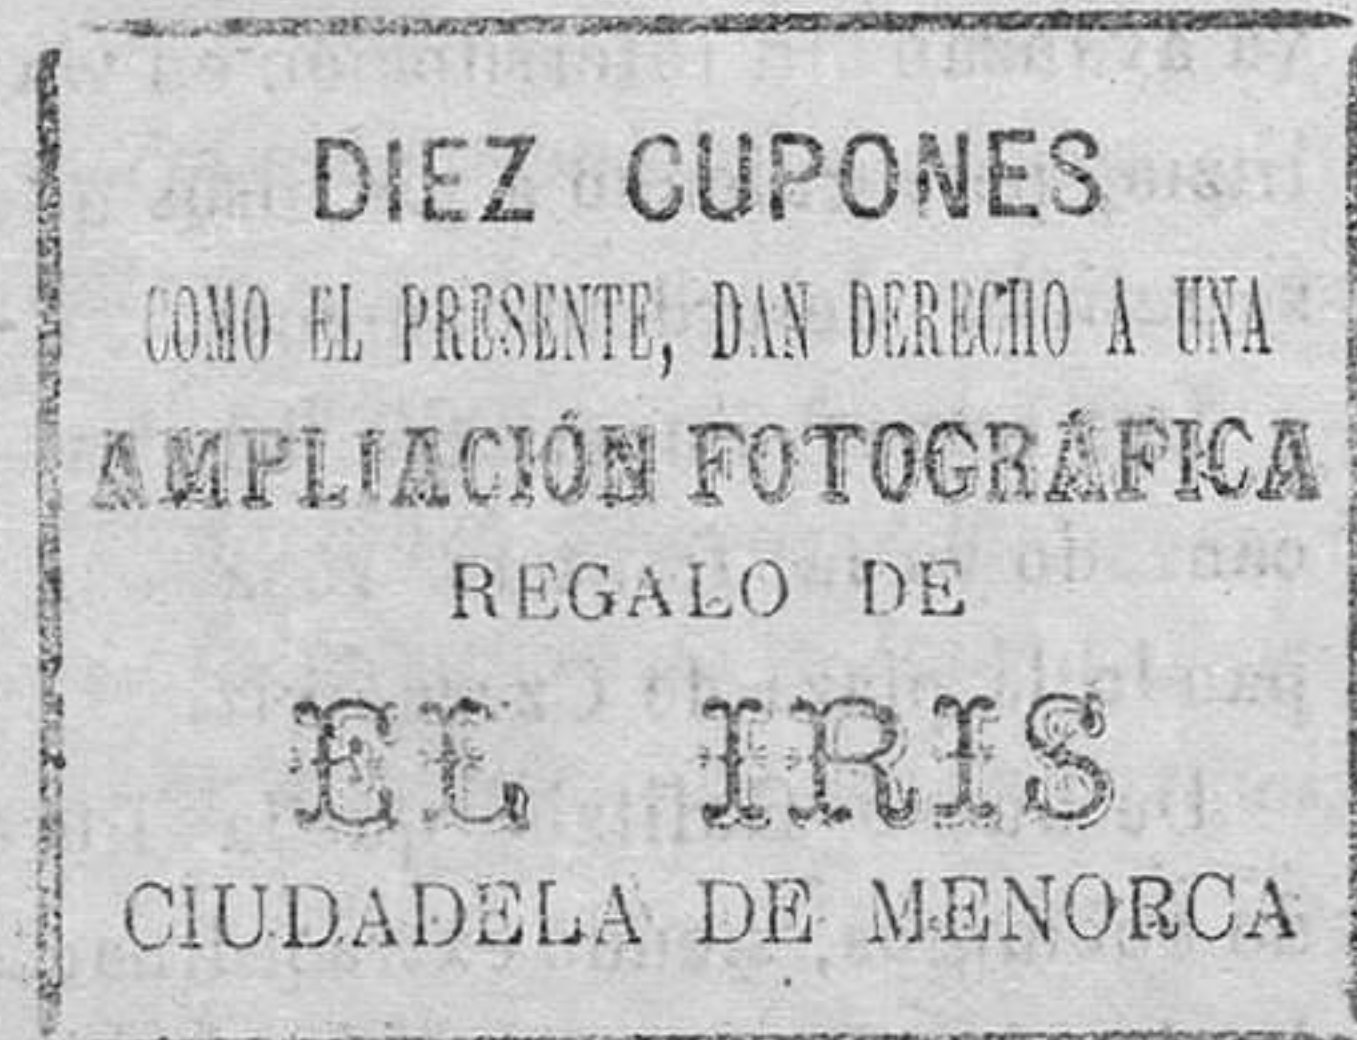 DIEZ CUPONES
COMO EL PRESENTE, DAN DERECHO A UNA
AMPLIACIÓN FOTOGRÁFICA
REGALO DE
EL IRIS
CIUDADELA DE MENORCA